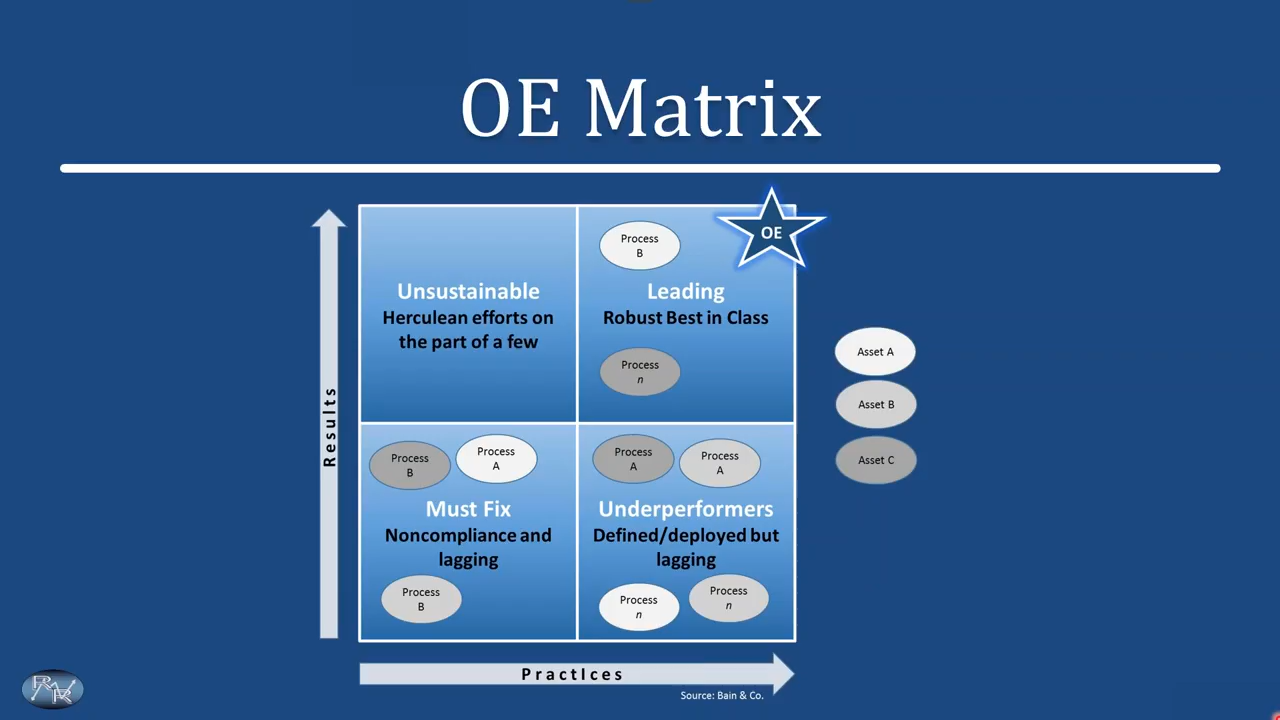 OE Matrix
OE
Process
B
Unsustainable
Herculean efforts on
the part of a few
Leading
Robust Best in Class
Process
n
Results
Process
B
Process
A
Must Fix
Noncompliance and
lagging
Process
B
Process
A
Process
A
Underperformers
Defined/deployed but
lagging
Process
n
Process
n
Asset A
Asset B
Asset C
PractIces
Source: Bain & Co.
RR